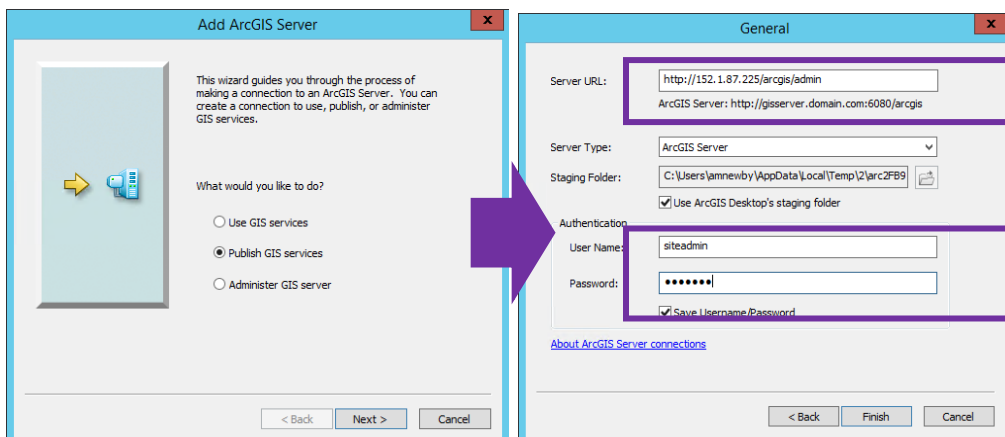 Add ArcGIS Server
x
This wizard guides you through the process of
making a connection to an ArcGIS Server. You can
create a connection to use, publish, or administer
GIS services.
What would you like to do?
Use GIS services
Publish GIS services
Administer GIS server
< Back
Next >
Cancel
General
x
Server URL:
http://152.1.87.225/arcgis/admin
ArcGIS Server: http://gisserver.domain.com:6080/arcgis
Server Type:
ArcGIS Server
Staging Folder:
C:\Users\amnewby\AppData\Local\Temp\2\arc2FB9
Use ArcGIS Desktop's staging folder
Authentication
User Name:
siteadmin
Password:
•••••••
Save Username/Password
About ArcGIS Server connections
< Back
Finish
Cancel